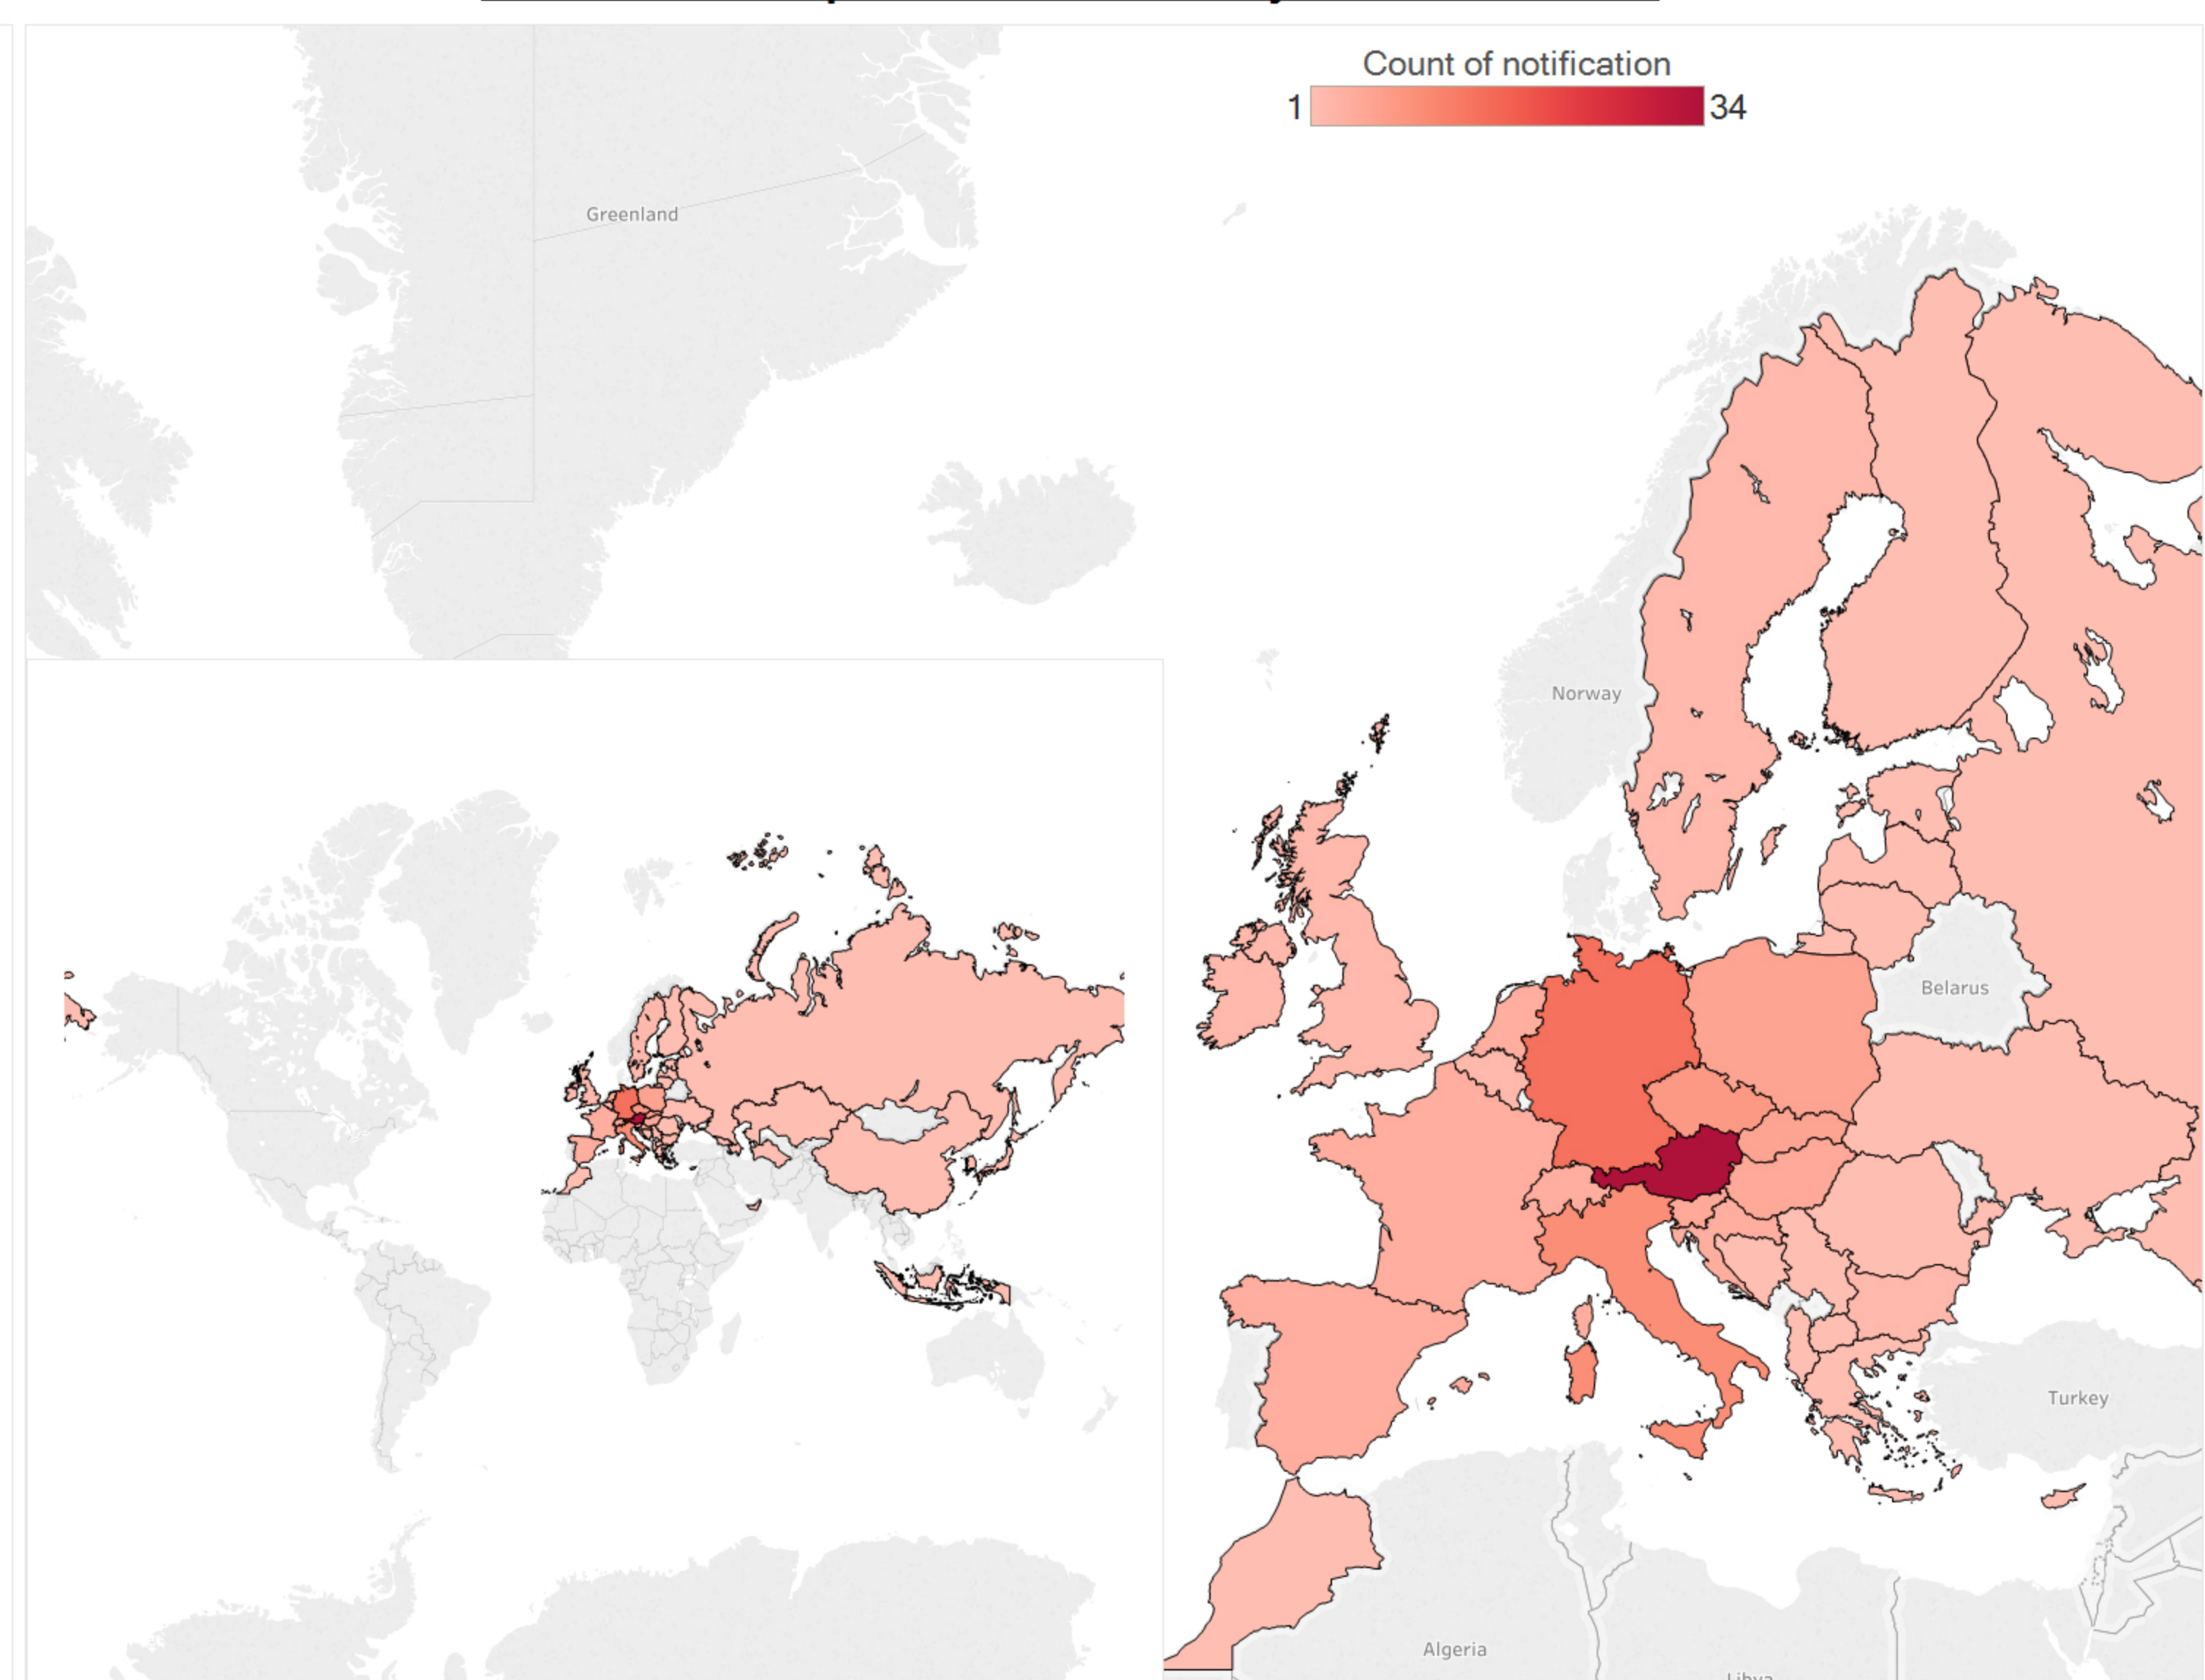 Count of notification
1 34
Greenland
Norway
Belarus
Turkey
Algeria